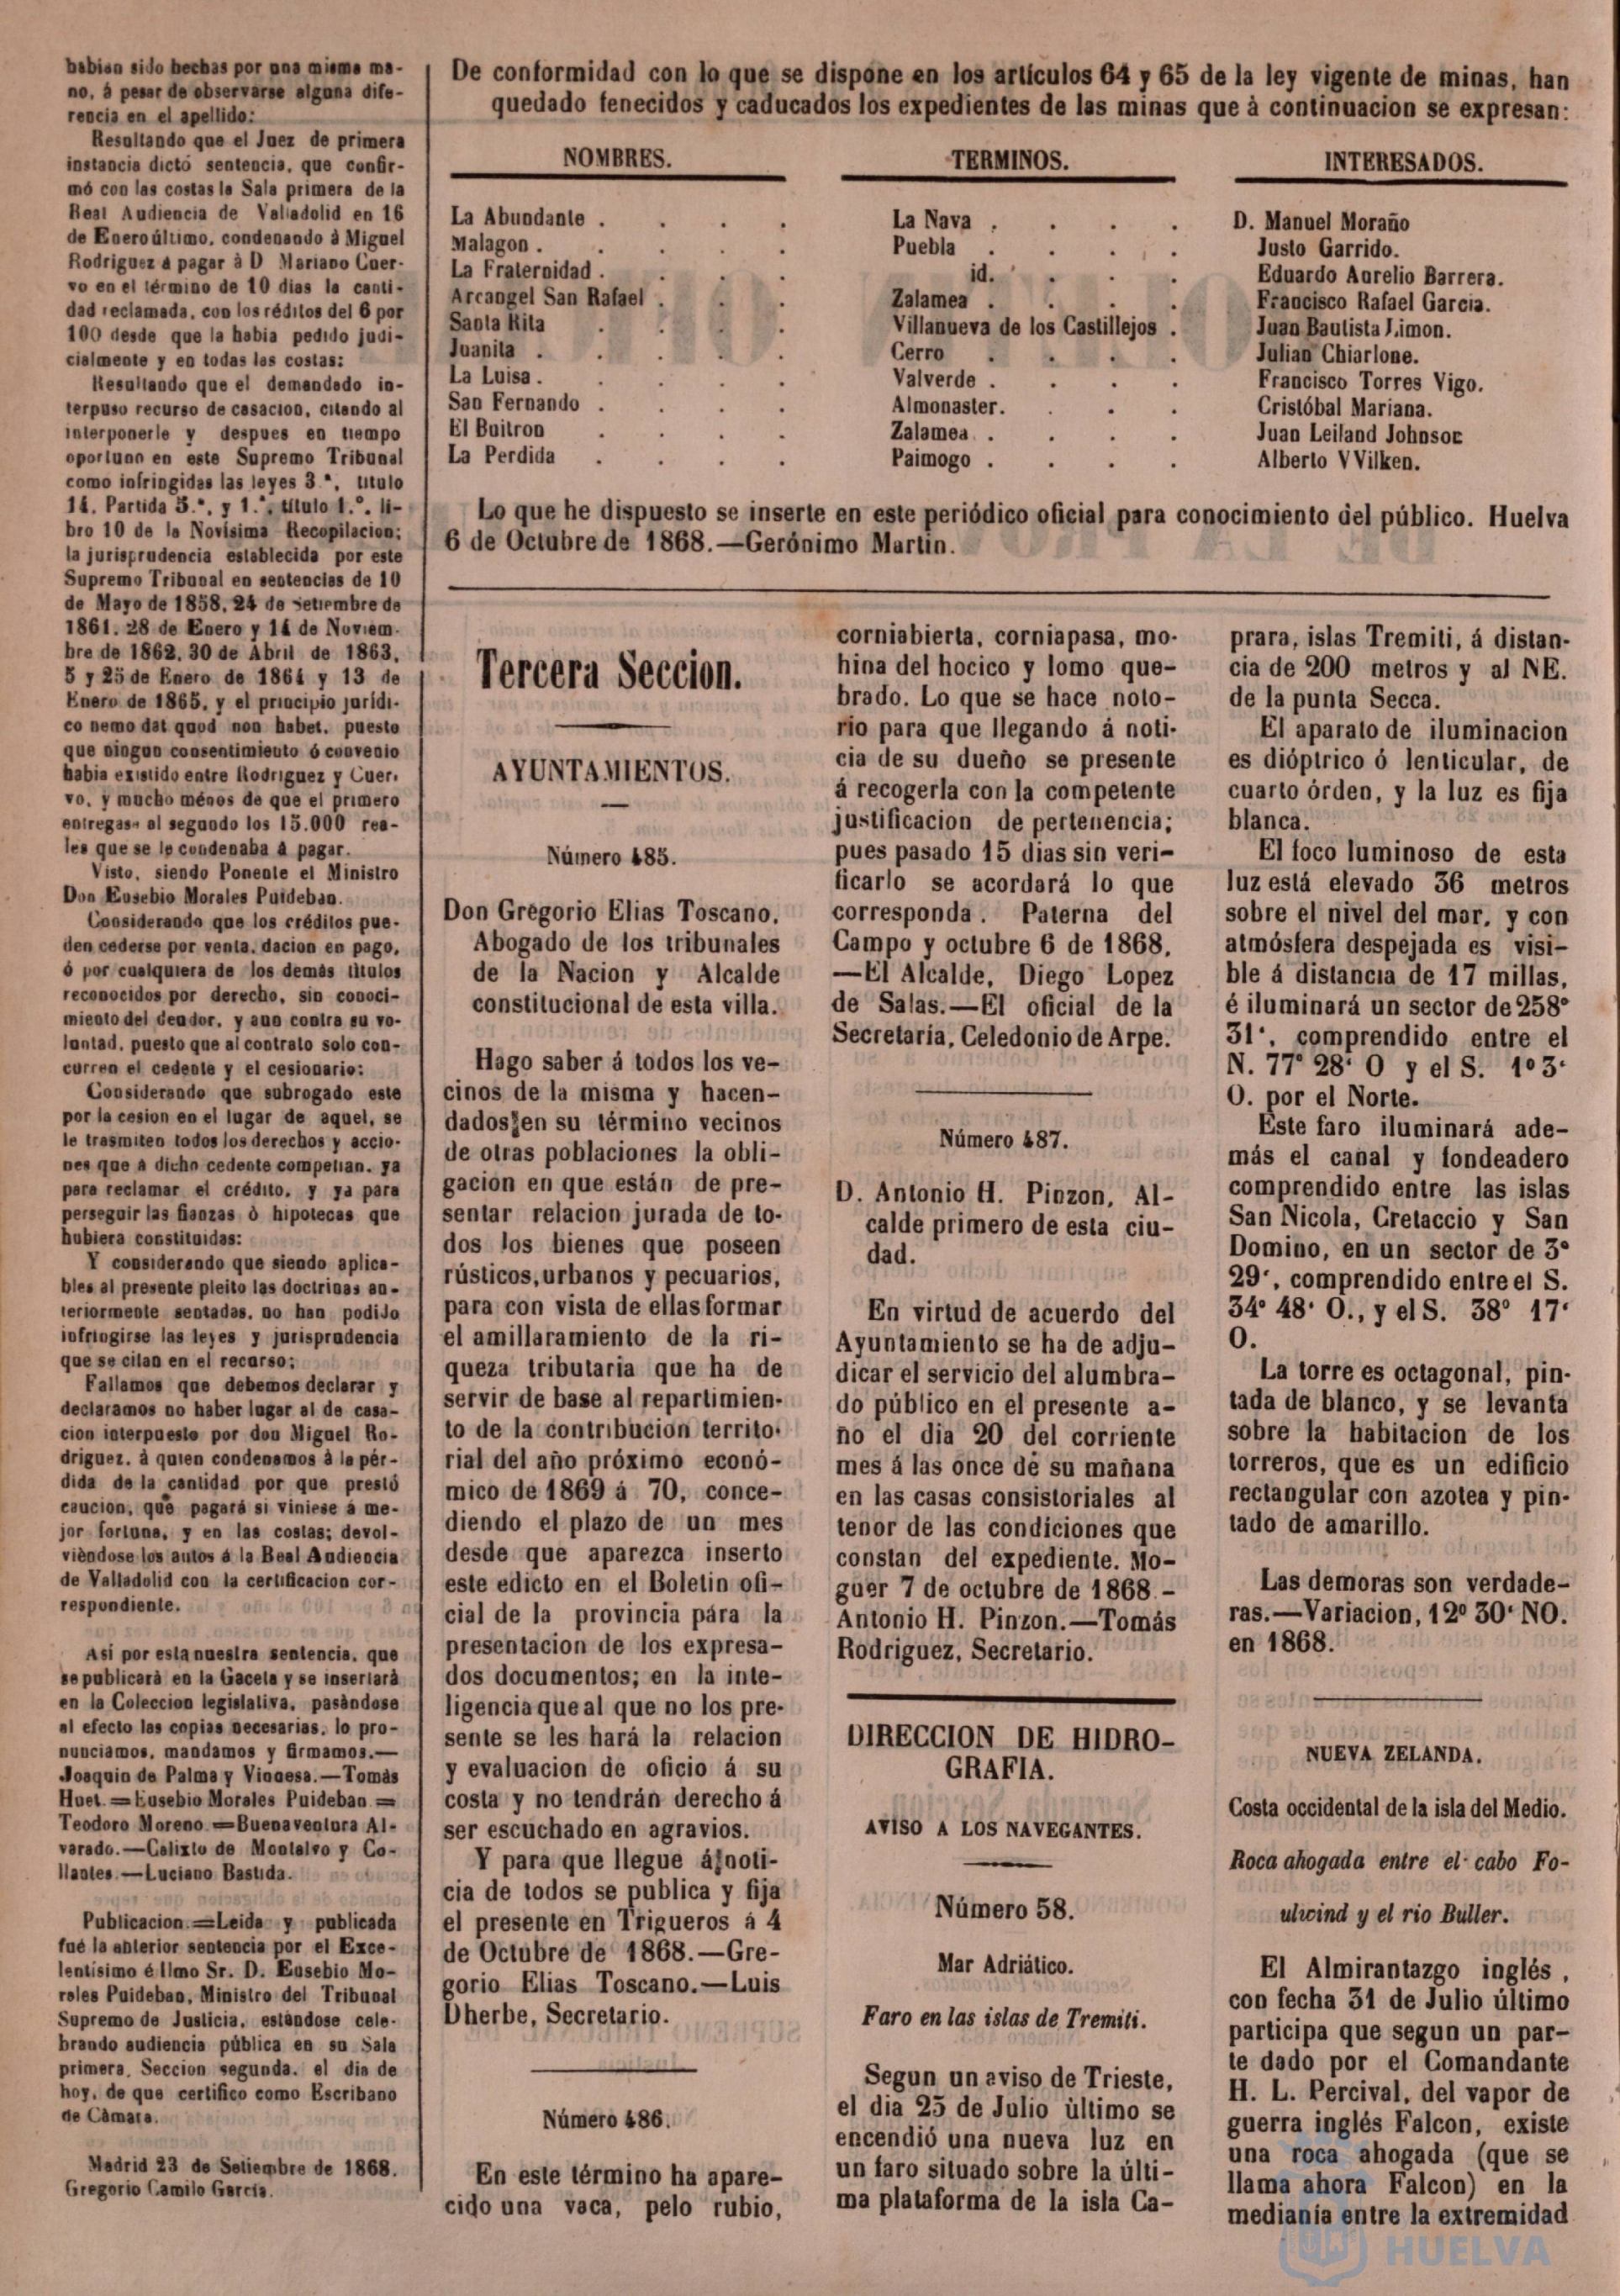 habian sido hechas por una misma ma-
no, á pesar de observarse alguna dife-
rencia en el apellido:
Resultando que el Juez de primera
instancia dictó sentencia, que confir-
mó con las costas la Sala primera de la
Real Audiencia de Valladolid en 16
de Enero último, condenando á Miguel
Rodriguez á pagar á D Mariano Cuer-
vo en el término de 10 dias la canti-
dad reclamada, con los réditos del 6 por
100 desde que la habia pedido judi-
cialmente y en todas las costas:
Resultando que el demandado in-
terpuso recurso de casacion, citando al
interponerle y despues en tiempo
oportuno en este Supremo Tribunal
como infringidas las leyes 3.ª, titulo
14, Partida 5.ª, y 1.ª, título 1.º, li-
bro 10 de la Novísima Recopilacion;
la jurisprudencia establecida por este
Supremo Tribunal en sentencias de 10
de Mayo de 1858, 24 de Setiembre de
1861, 28 de Enero y 14 de Noviem-
bre de 1862, 30 de Abril de 1863,
5 y 25 de Enero de 1864 y 13 de
Enero de 1865, y el principio jurídi-
co nemo dat quod non habet, puesto
que ningun consentimiento ó convenio
habia existido entre Rodriguez y Cuer-
vo, y mucho ménos de que el primero
entregase al segundo los 15.000 rea-
les que se le condenaba á pagar.
Visto, siendo Ponente el Ministro
Don Eusebio Morales Puideban.
Considerando que los créditos pue-
den cederse por venta, dacion en pago,
ó por cualquiera de los demás títulos
reconocidos por derecho, sin conoci-
miento del deudor, y aun contra su vo-
luntad, puesto que al contrato solo con-
curren el cedente y el cesionario:
Considerando que subrogado este
por la cesion en el lugar de aquel, se
le trasmiten todos los derechos y accio-
nes que á dicho cedente competian, ya
para reclamar el crédito, y ya para
perseguir las fianzas ó hipotecas que
hubiera constituidas:
Y considerando que siendo aplica-
bles al presente pleito las doctrinas an-
teriormente sentadas, no han podido
infringirse las leyes y jurisprudencia
que se citan en el recurso;
Fallamos que debemos declarar y
declaramos no haber lugar al de casa-
cion interpuesto por don Miguel Ro-
driguez, á quien condenamos á la pér-
dida de la cantidad por que prestó
caucion, que pagará si viniese á me-
jor fortuna, y en las costas; devol-
viéndose los autos á la Real Audiencia
de Valladolid con la certificacion cor-
respondiente.
Así por esta nuestra sentencia, que
se publicará en la Gaceta y se insertará
en la Coleccion legislativa, pasándose
al efecto las copias necesarias, lo pro-
nunciamos, mandamos y firmamos.—
Joaquin de Palma y Vinuesa.—Tomás
Huet.=Eusebio Morales Puideban.=
Teodoro Moreno.=Buenaventura Al-
varado.—Calixto de Montalvo y Co-
llantes.—Luciano Bastida.
Publicacion.=Leida y publicada
fué la anterior sentencia por el Exce-
lentísimo é Ilmo Sr. D. Eusebio Mo-
rales Puideban, Ministro del Tribunal
Supremo de Justicia, estándose cele-
brando audiencia pública en su Sala
primera, Seccion segunda, el dia de
hoy, de que certifico como Escribano
de Cámara.
Madrid 23 de Setiembre de 1868.
Gregorio Camilo García.
De conformidad con lo que se dispone en los artículos 64 y 65 de la ley vigente de minas, han
quedado fenecidos y caducados los expedientes de las minas que á continuacion se expresan:
NOMBRES. TERMINOS. INTERESADOS.
La Abundante . . . . La Nava . . . . D. Manuel Moraño
Malagon . . . . . Puebla . . . . Justo Garrido.
La Fraternidad . . . . id. . . . Eduardo Aurelio Barrera.
Arcangel San Rafael . . . Zalamea . . . . Francisco Rafael Garcia.
Santa Rita . . . . Villanueva de los Castillejos . Juan Bautista Limon.
Juanita . . . . . Cerro . . . . Julian Chiarlone.
La Luisa . . . . . Valverde . . . . Francisco Torres Vigo.
San Fernando . . . . Almonaster. . . . Cristóbal Mariana.
El Buitron . . . . Zalamea . . . . Juan Leiland Johnson
La Perdida . . . . Paimogo . . . . Alberto VVilken.
Lo que he dispuesto se inserte en este periódico oficial para conocimiento del público. Huelva
6 de Octubre de 1868.—Gerónimo Martin.
Tercera Seccion.
AYUNTAMIENTOS.
Número 485.
Don Gregorio Elias Toscano,
Abogado de los tribunales
de la Nacion y Alcalde
constitucional de esta villa.
Hago saber á todos los ve-
cinos de la misma y hacen-
dados en su término vecinos
de otras poblaciones la obli-
gacion en que están de pre-
sentar relacion jurada de to-
dos los bienes que poseen
rústicos, urbanos y pecuarios,
para con vista de ellas formar
el amillaramiento de la ri-
queza tributaria que ha de
servir de base al repartimien-
to de la contribucion territo-
rial del año próximo econó-
mico de 1869 á 70, conce-
diendo el plazo de un mes
desde que aparezca inserto
este edicto en el Boletin ofi-
cial de la provincia pára la
presentacion de los expresa-
dos documentos; en la inte-
ligencia que al que no los pre-
sente se les hará la relacion
y evaluacion de oficio á su
costa y no tendrán derecho á
ser escuchado en agravios.
Y para que llegue á noti-
cia de todos se publica y fija
el presente en Trigueros á 4
de Octubre de 1868.—Gre-
gorio Elias Toscano.—Luis
Dherbe, Secretario.
Número 486.
En este término ha apare-
cido una vaca, pelo rubio,
corniabierta, corniapasa, mo-
hina del hocico y lomo que-
brado. Lo que se hace noto-
rio para que llegando á noti-
cia de su dueño se presente
á recogerla con la competente
justificacion de pertenencia;
pues pasado 15 dias sin veri-
ficarlo se acordará lo que
corresponda. Paterna del
Campo y octubre 6 de 1868.
—El Alcalde, Diego Lopez
de Salas.—El oficial de la
Secretaría, Celedonio de Arpe.
Número 487.
D. Antonio H. Pinzon, Al-
calde primero de esta ciu-
dad.
En virtud de acuerdo del
Ayuntamiento se ha de adju-
dicar el servicio del alumbra-
do público en el presente a-
ño el dia 20 del corriente
mes á las once de su mañana
en las casas consistoriales al
tenor de las condiciones que
constan del expediente. Mo-
guer 7 de octubre de 1868.-
Antonio H. Pinzon.—Tomás
Rodriguez, Secretario.
DIRECCION DE HIDRO-
GRAFIA.
AVISO A LOS NAVEGANTES.
Número 58.
Mar Adriático.
Faro en las islas de Tremiti.
Segun un aviso de Trieste,
el dia 25 de Julio último se
encendió una nueva luz en
un faro situado sobre la últi-
ma plataforma de la isla Ca-
prara, islas Tremiti, á distan-
cia de 200 metros y al NE.
de la punta Secca.
El aparato de iluminacion
es dióptrico ó lenticular, de
cuarto órden, y la luz es fija
blanca.
El foco luminoso de esta
luz está elevado 36 metros
sobre el nivel del mar, y con
atmósfera despejada es visi-
ble á distancia de 17 millas,
é iluminará un sector de 258°
31', comprendido entre el
N. 77° 28' O y el S. 1° 3'
O. por el Norte.
Este faro iluminará ade-
más el canal y fondeadero
comprendido entre las islas
San Nicola, Cretaccio y San
Domino, en un sector de 3°
29', comprendido entre el S.
34° 48' O., y el S. 38° 17'
O.
La torre es octagonal, pin-
tada de blanco, y se levanta
sobre la habitacion de los
torreros, que es un edificio
rectangular con azotea y pin-
tado de amarillo.
Las demoras son verdade-
ras.—Variacion, 12° 30' NO.
en 1868.
NUEVA ZELANDA.
Costa occidental de la isla del Medio.
Roca ahogada entre el cabo Fo-
ulwind y el rio Buller.
El Almirantazgo inglés,
con fecha 31 de Julio último
participa que segun un par-
te dado por el Comandante
H. L. Percival, del vapor de
guerra inglés Falcon, existe
una roca ahogada (que se
llama ahora Falcon) en la
medianía entre la extremidad
HUELVA